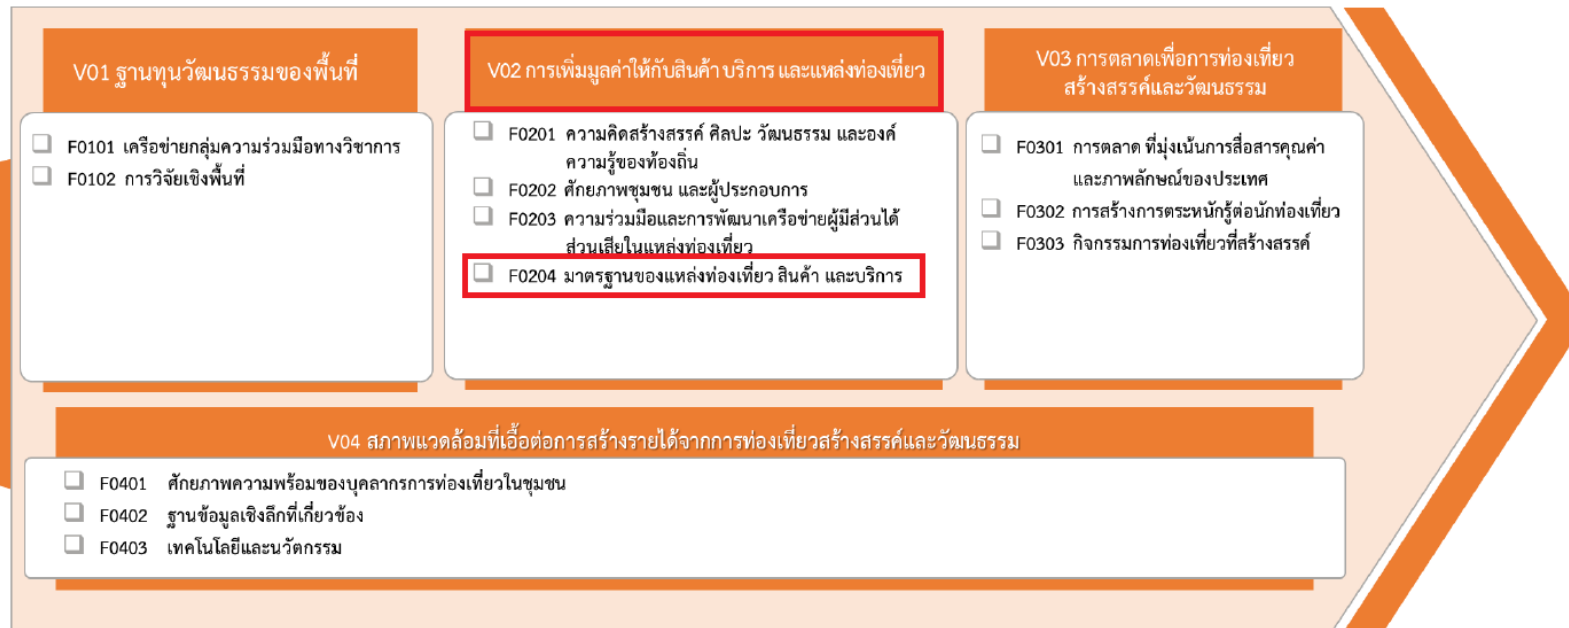 V01 ฐานทุนวัฒนธรรมของพื้นที่
F0101 เครือข่ายกลุ่มความร่วมมือทางวิชาการ
F0102 การวิจัยเชิงพื้นที่
V02 การเพิ่มมูลค่าให้กับสินค้า บริการ และแหล่งท่องเที่ยว
F0201 ความคิดสร้างสรรค์ ศิลปะ วัฒนธรรม และองค์
ความรู้ของท้องถิ่น
F0202 ศักยภาพชุมชน และผู้ประกอบการ
F0203 ความร่วมมือและการพัฒนาเครือข่ายผู้มีส่วนได้
ส่วนเสียในแหล่งท่องเที่ยว
F0204 มาตรฐานของแหล่งท่องเที่ยว สินค้า และบริการ
V03 การตลาดเพื่อการท่องเที่ยว
สร้างสรรค์และวัฒนธรรม
F0301 การตลาด ที่มุ่งเน้นการสื่อสารคุณค่า
และภาพลักษณ์ของประเทศ
F0302 การสร้างการตระหนักรู้ต่อนักท่องเที่ยว
F0303 กิจกรรมการท่องเที่ยวที่สร้างสรรค์
V04 สภาพแวดล้อมที่เอื้อต่อการสร้างรายได้จากการท่องเที่ยวสร้างสรรค์และวัฒนธรรม
F0401 ศักยภาพความพร้อมของบุคลากรการท่องเที่ยวในชุมชน
F0402 ฐานข้อมูลเชิงลึกที่เกี่ยวข้อง
F0403 เทคโนโลยีและนวัตกรรม